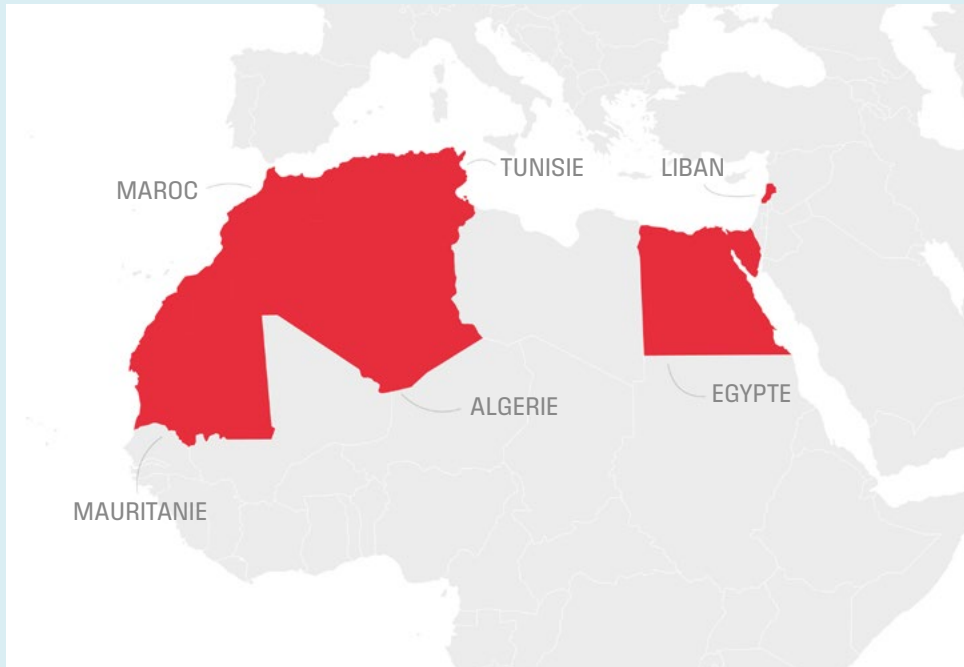 TUNISIE
LIBAN
MAROC
EGYPTE
ALGERIE
MAURITANIE